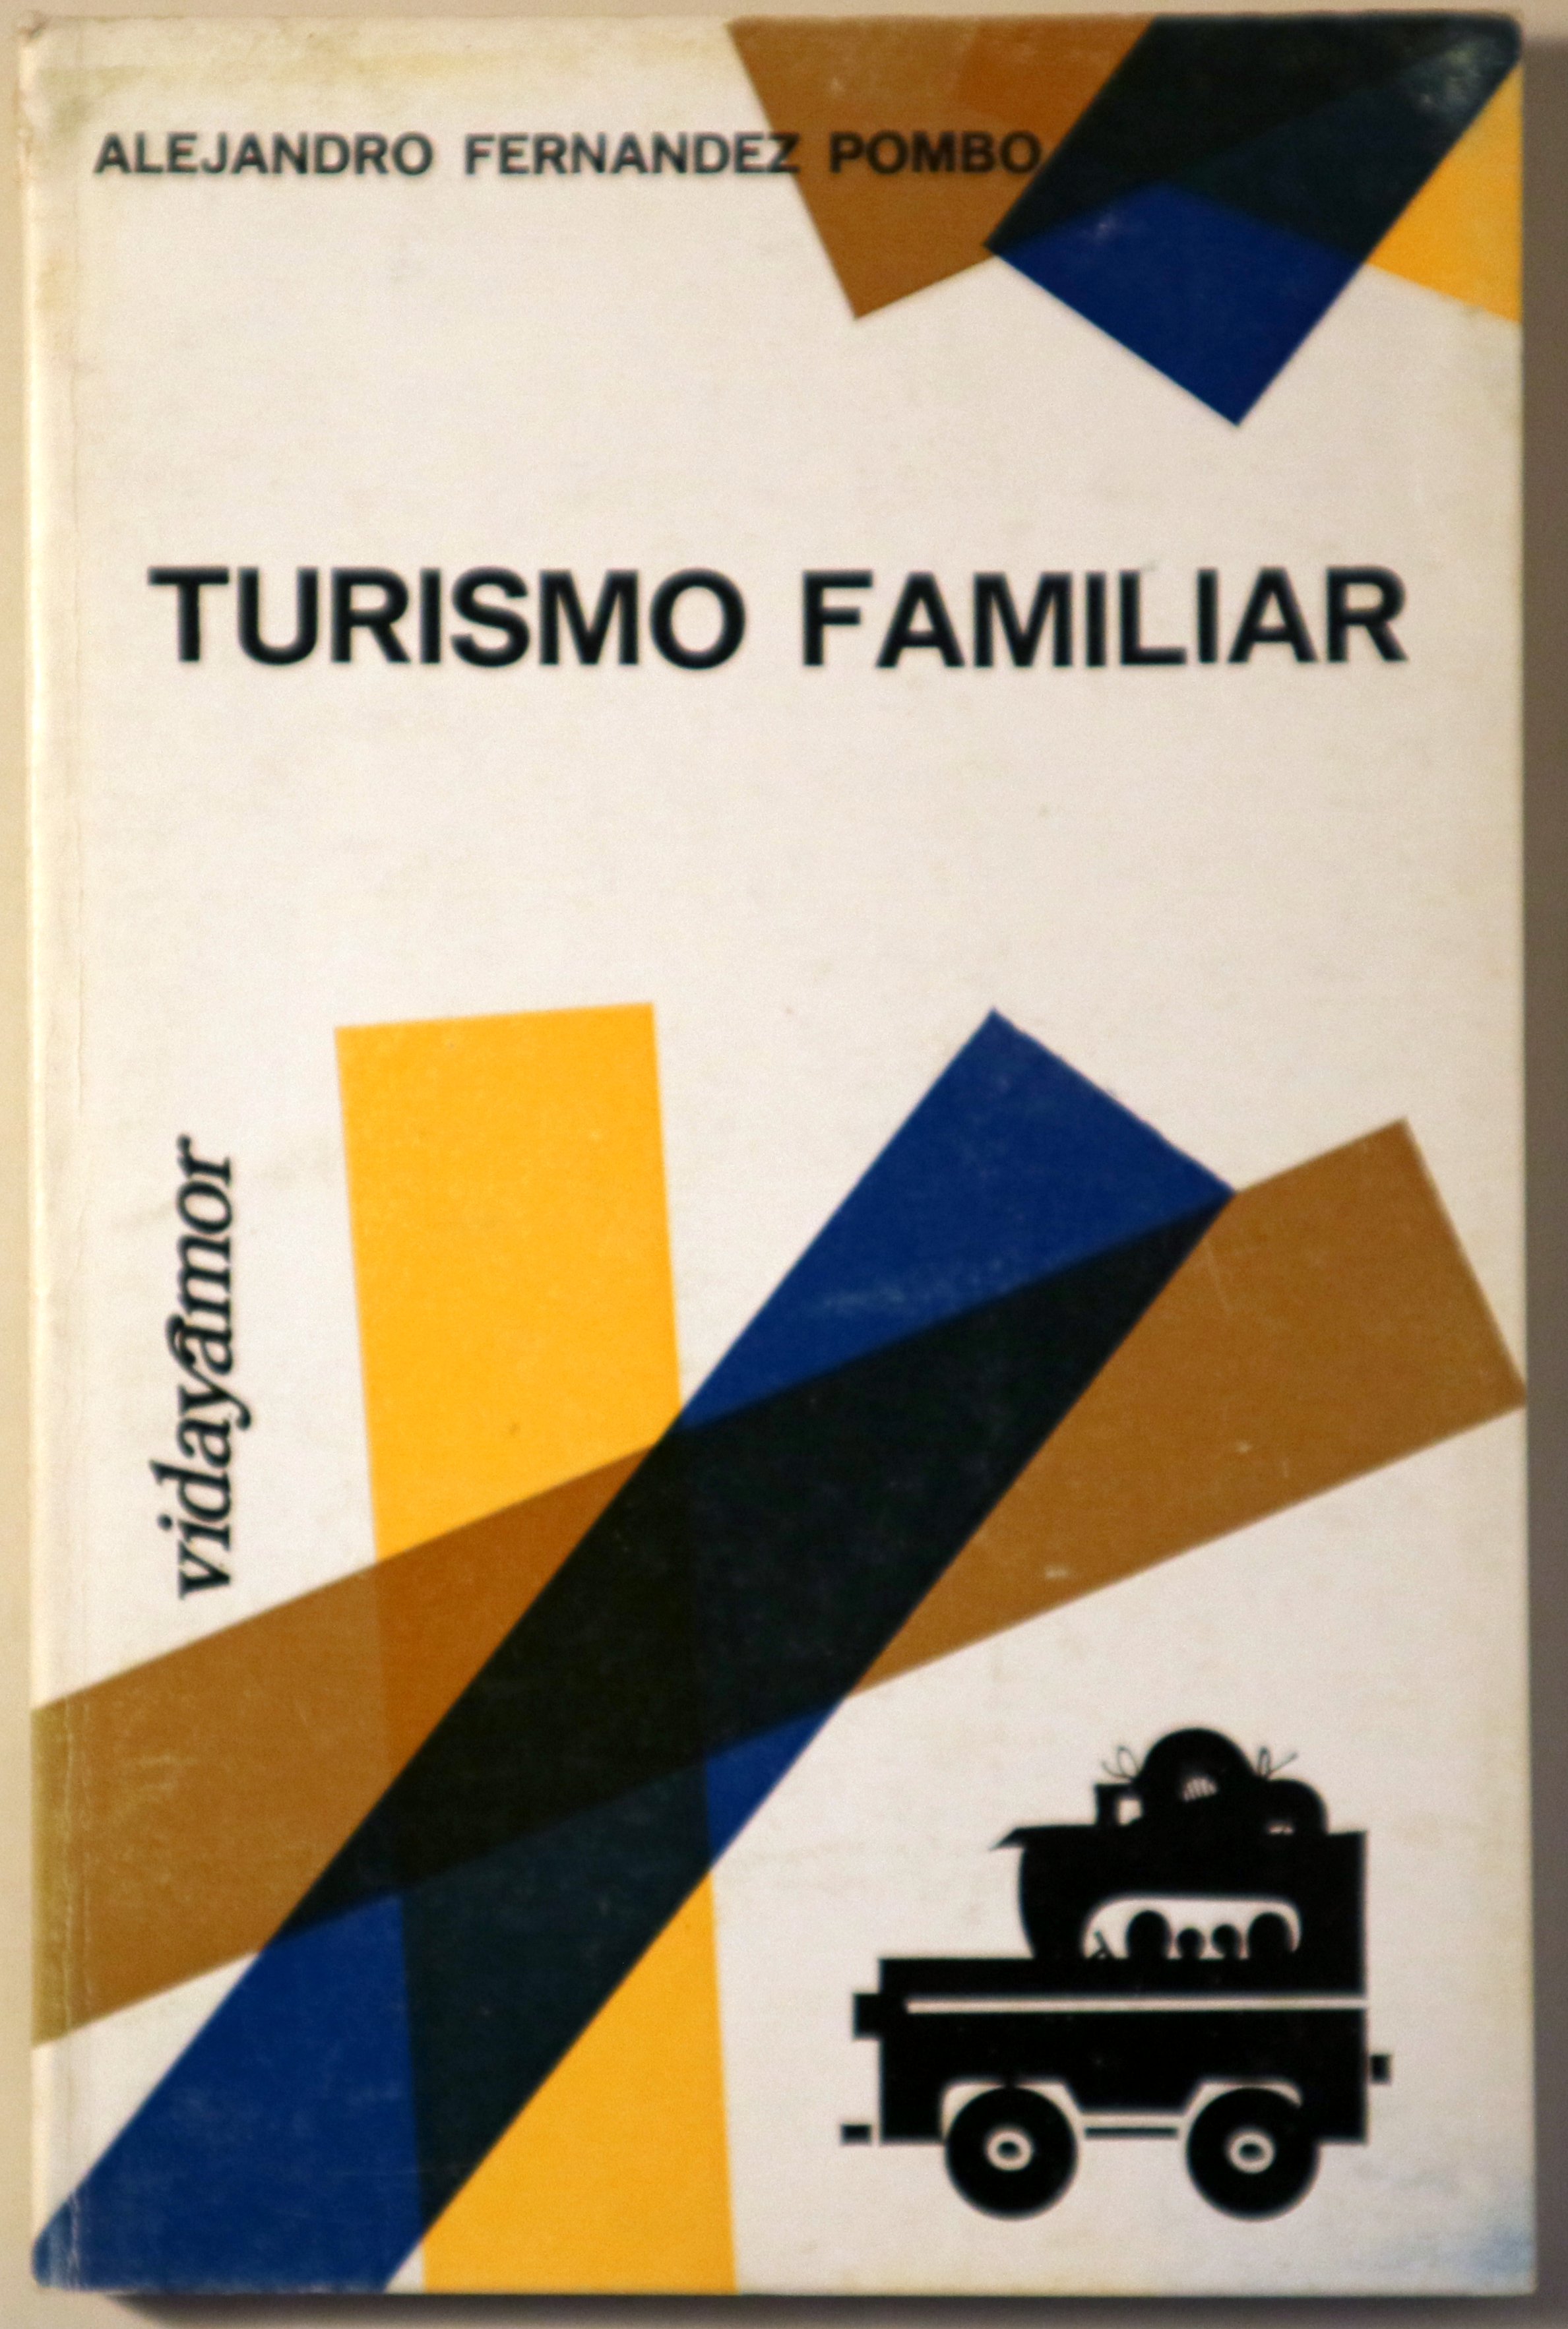 ALEJANDRO FERNANDEZ POMBO
TURISMO FAMILIAR
vidayamor